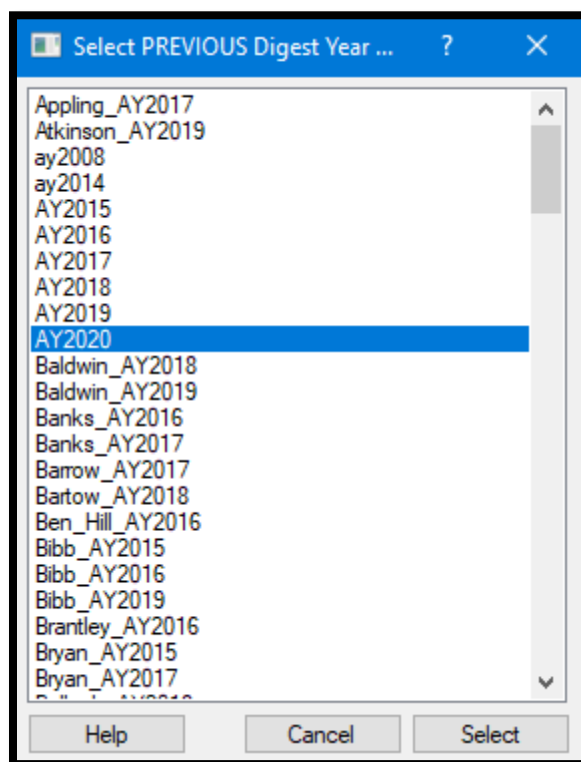 Select PREVIOUS Digest Year ... ?
Appling_AY2017
Atkinson_AY2019
ay2008
ay2014
AY2015
AY2016
AY2017
AY2018
AY2019
AY2020
Baldwin_AY2018
Baldwin_AY2019
Banks_AY2016
Banks_AY2017
Barrow_AY2017
Bartow_AY2018
Ben_Hill_AY2016
Bibb_AY2015
Bibb_AY2016
Bibb_AY2019
Brantley_AY2016
Bryan_AY2015
Bryan_AY2017
Help Cancel Select